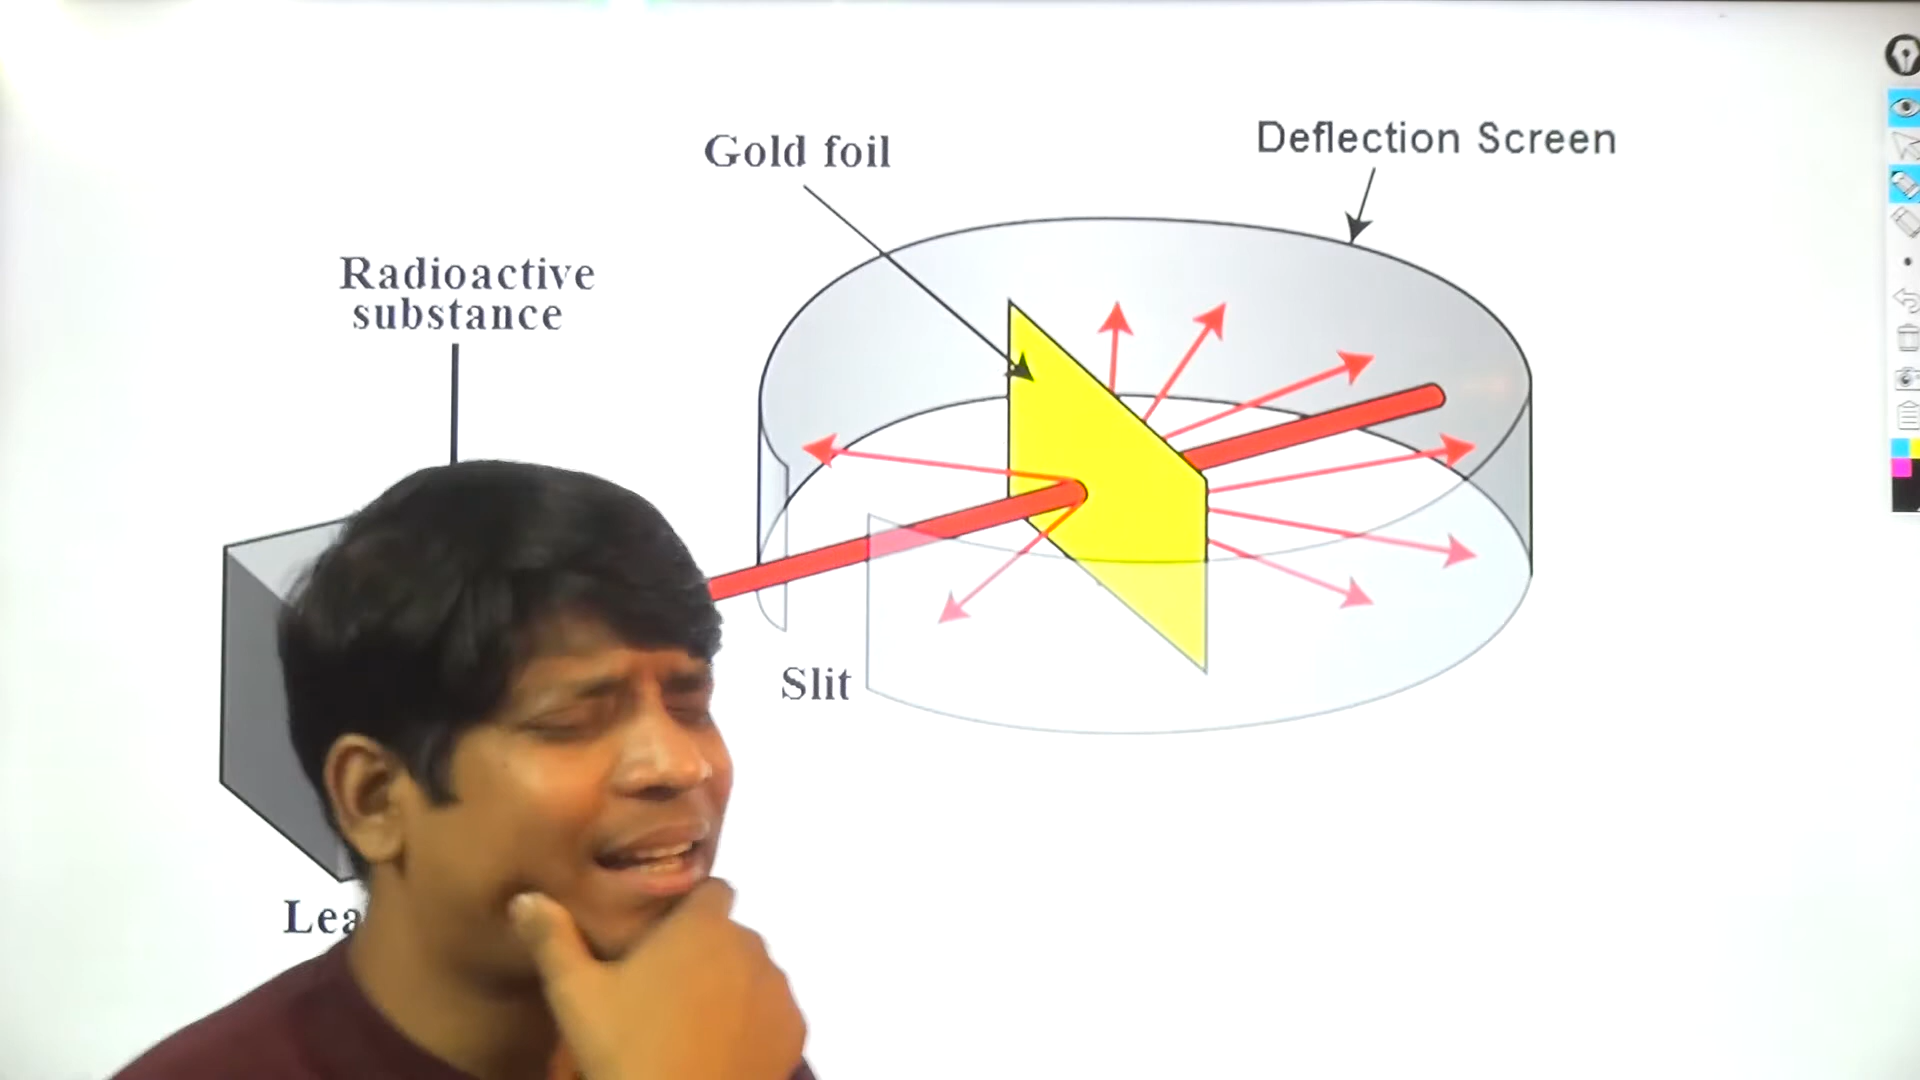 Gold foil
Deflection Screen
Radioactive
substance
Slit